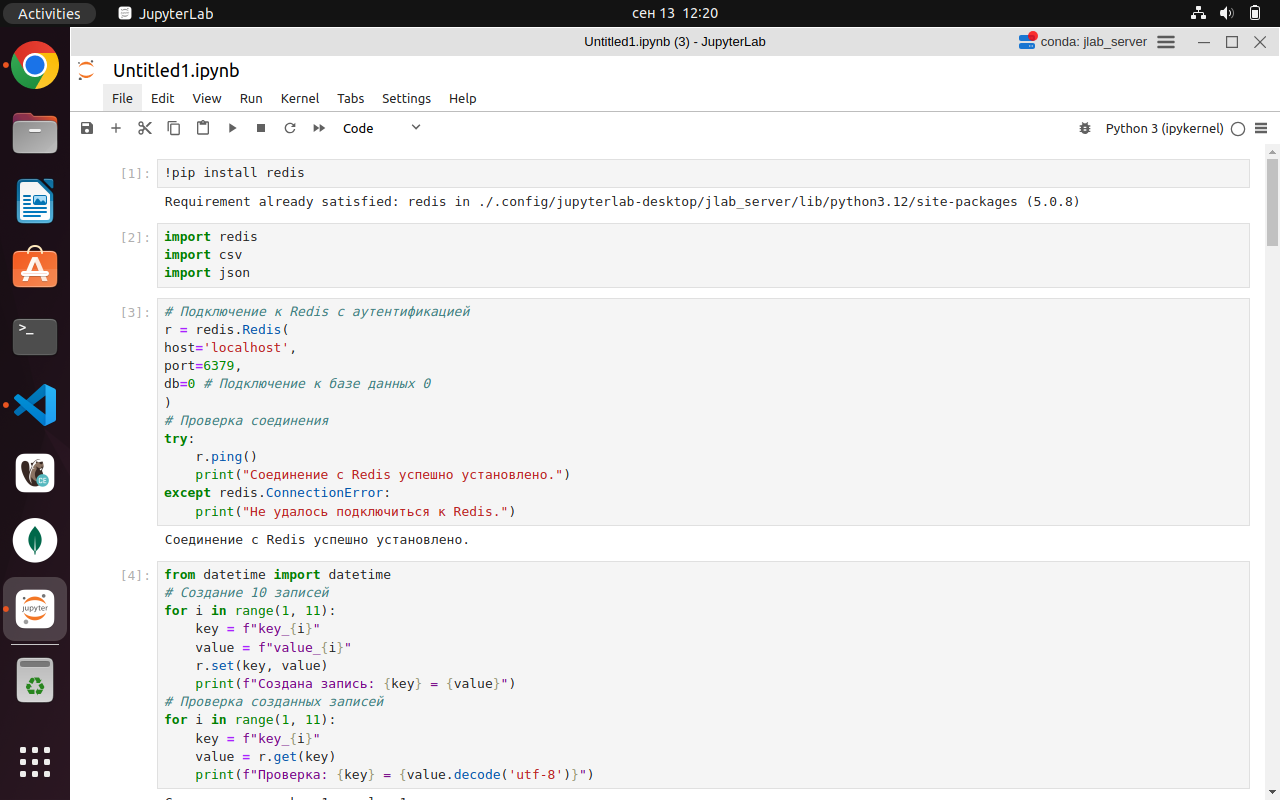 Activities
JupyterLab
сен 13 12:20
Untitled1.ipynb (3) - JupyterLab
conda: jlab_server
Untitled1.ipynb
File Edit View Run Kernel Tabs Settings Help
Code
Python 3 (ipykernel)
[1]: !pip install redis
Requirement already satisfied: redis in ./.config/jupyterlab-desktop/jlab_server/lib/python3.12/site-packages (5.0.8)
[2]: import redis
import csv
import json
[3]: # Подключение к Redis с аутентификацией
r = redis.Redis(
host='localhost',
port=6379,
db=0 # Подключение к базе данных 0
)
# Проверка соединения
try:
    r.ping()
    print("Соединение с Redis успешно установлено.")
except redis.ConnectionError:
    print("Не удалось подключиться к Redis.")
Соединение с Redis успешно установлено.
[4]: from datetime import datetime
# Создание 10 записей
for i in range(1, 11):
    key = f"key_{i}"
    value = f"value_{i}"
    r.set(key, value)
    print(f"Создана запись: {key} = {value}")
# Проверка созданных записей
for i in range(1, 11):
    key = f"key_{i}"
    value = r.get(key)
    print(f"Проверка: {key} = {value.decode('utf-8')}")
>_
CE
jupyter